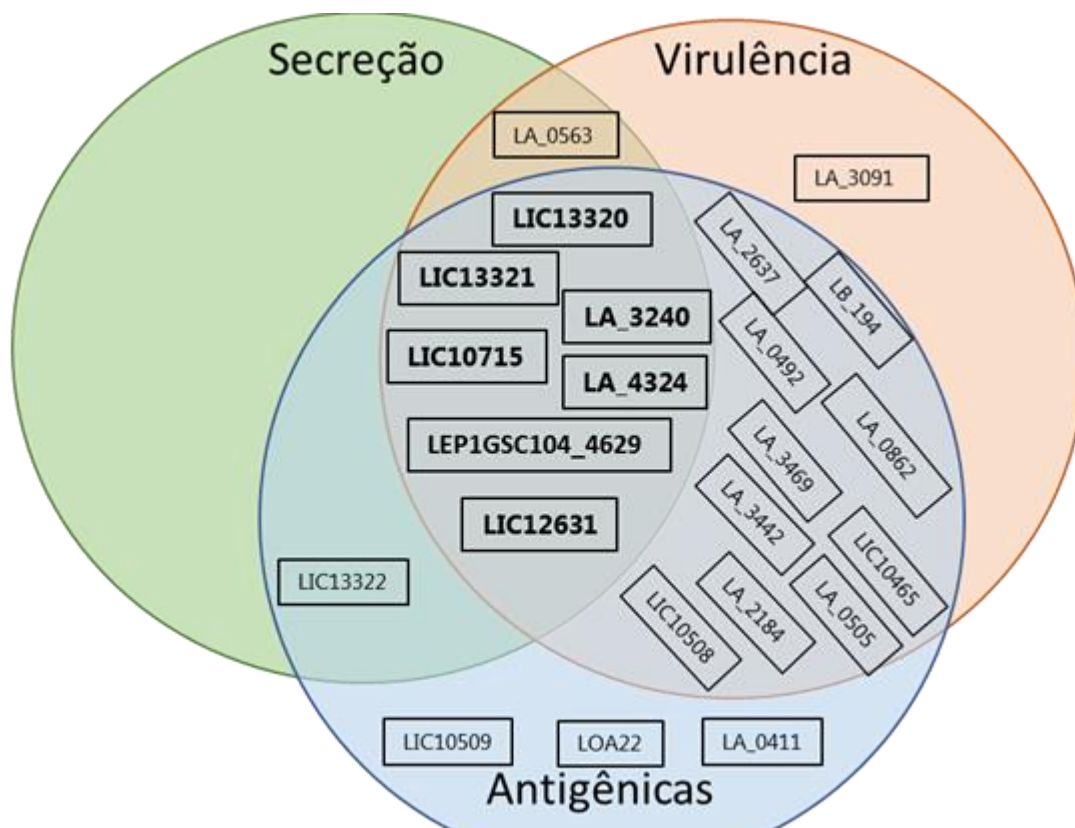 Secreção
Virulência
LA_0563
LA_3091
LIC13320
LA_2637
LIC13321
LB_194
LA_3240
LA_0492
LIC10715
LA_4324
LA_0862
LEP1GSC104_4629
LA_3469
LA_3442
LIC12631
LIC10465
LIC13322
LA_2184
LA_0505
LIC10508
LIC10509
LOA22
LA_0411
Antigênicas